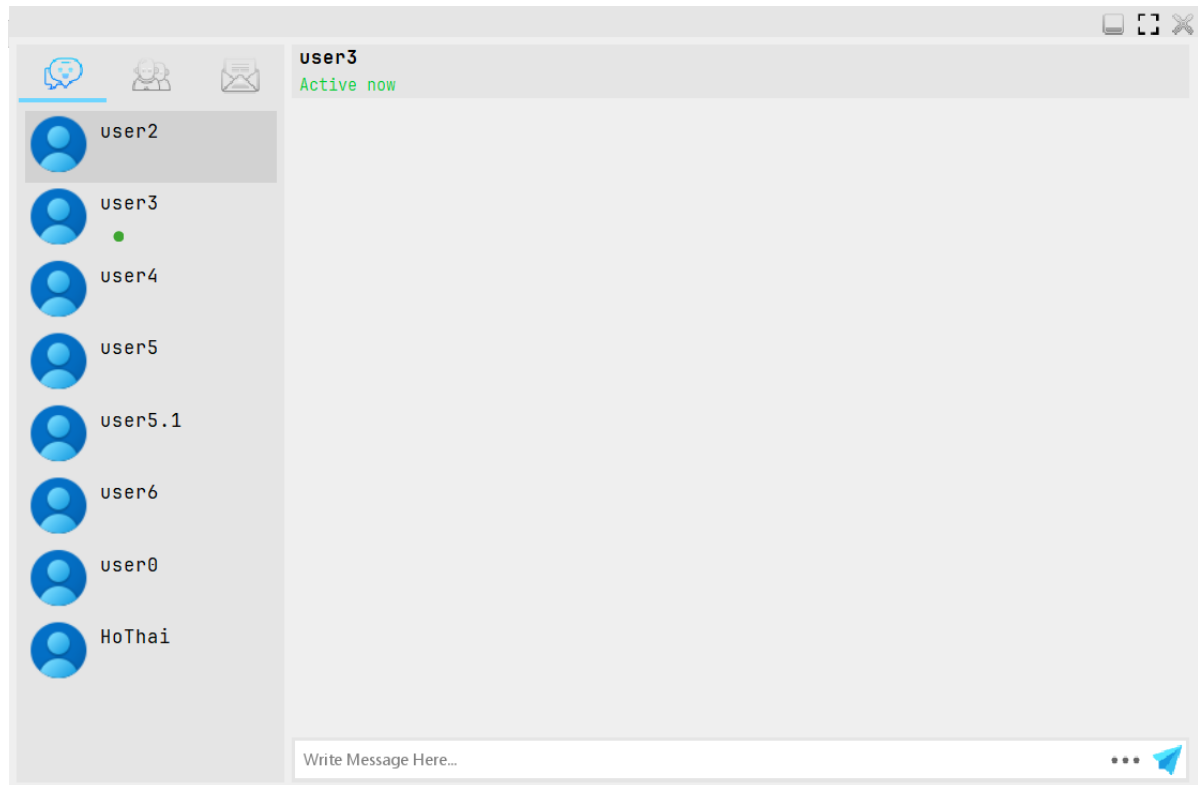 user3
Active now
user2
user3
user4
user5
user5.1
user6
user0
HoThai
Write Message Here...